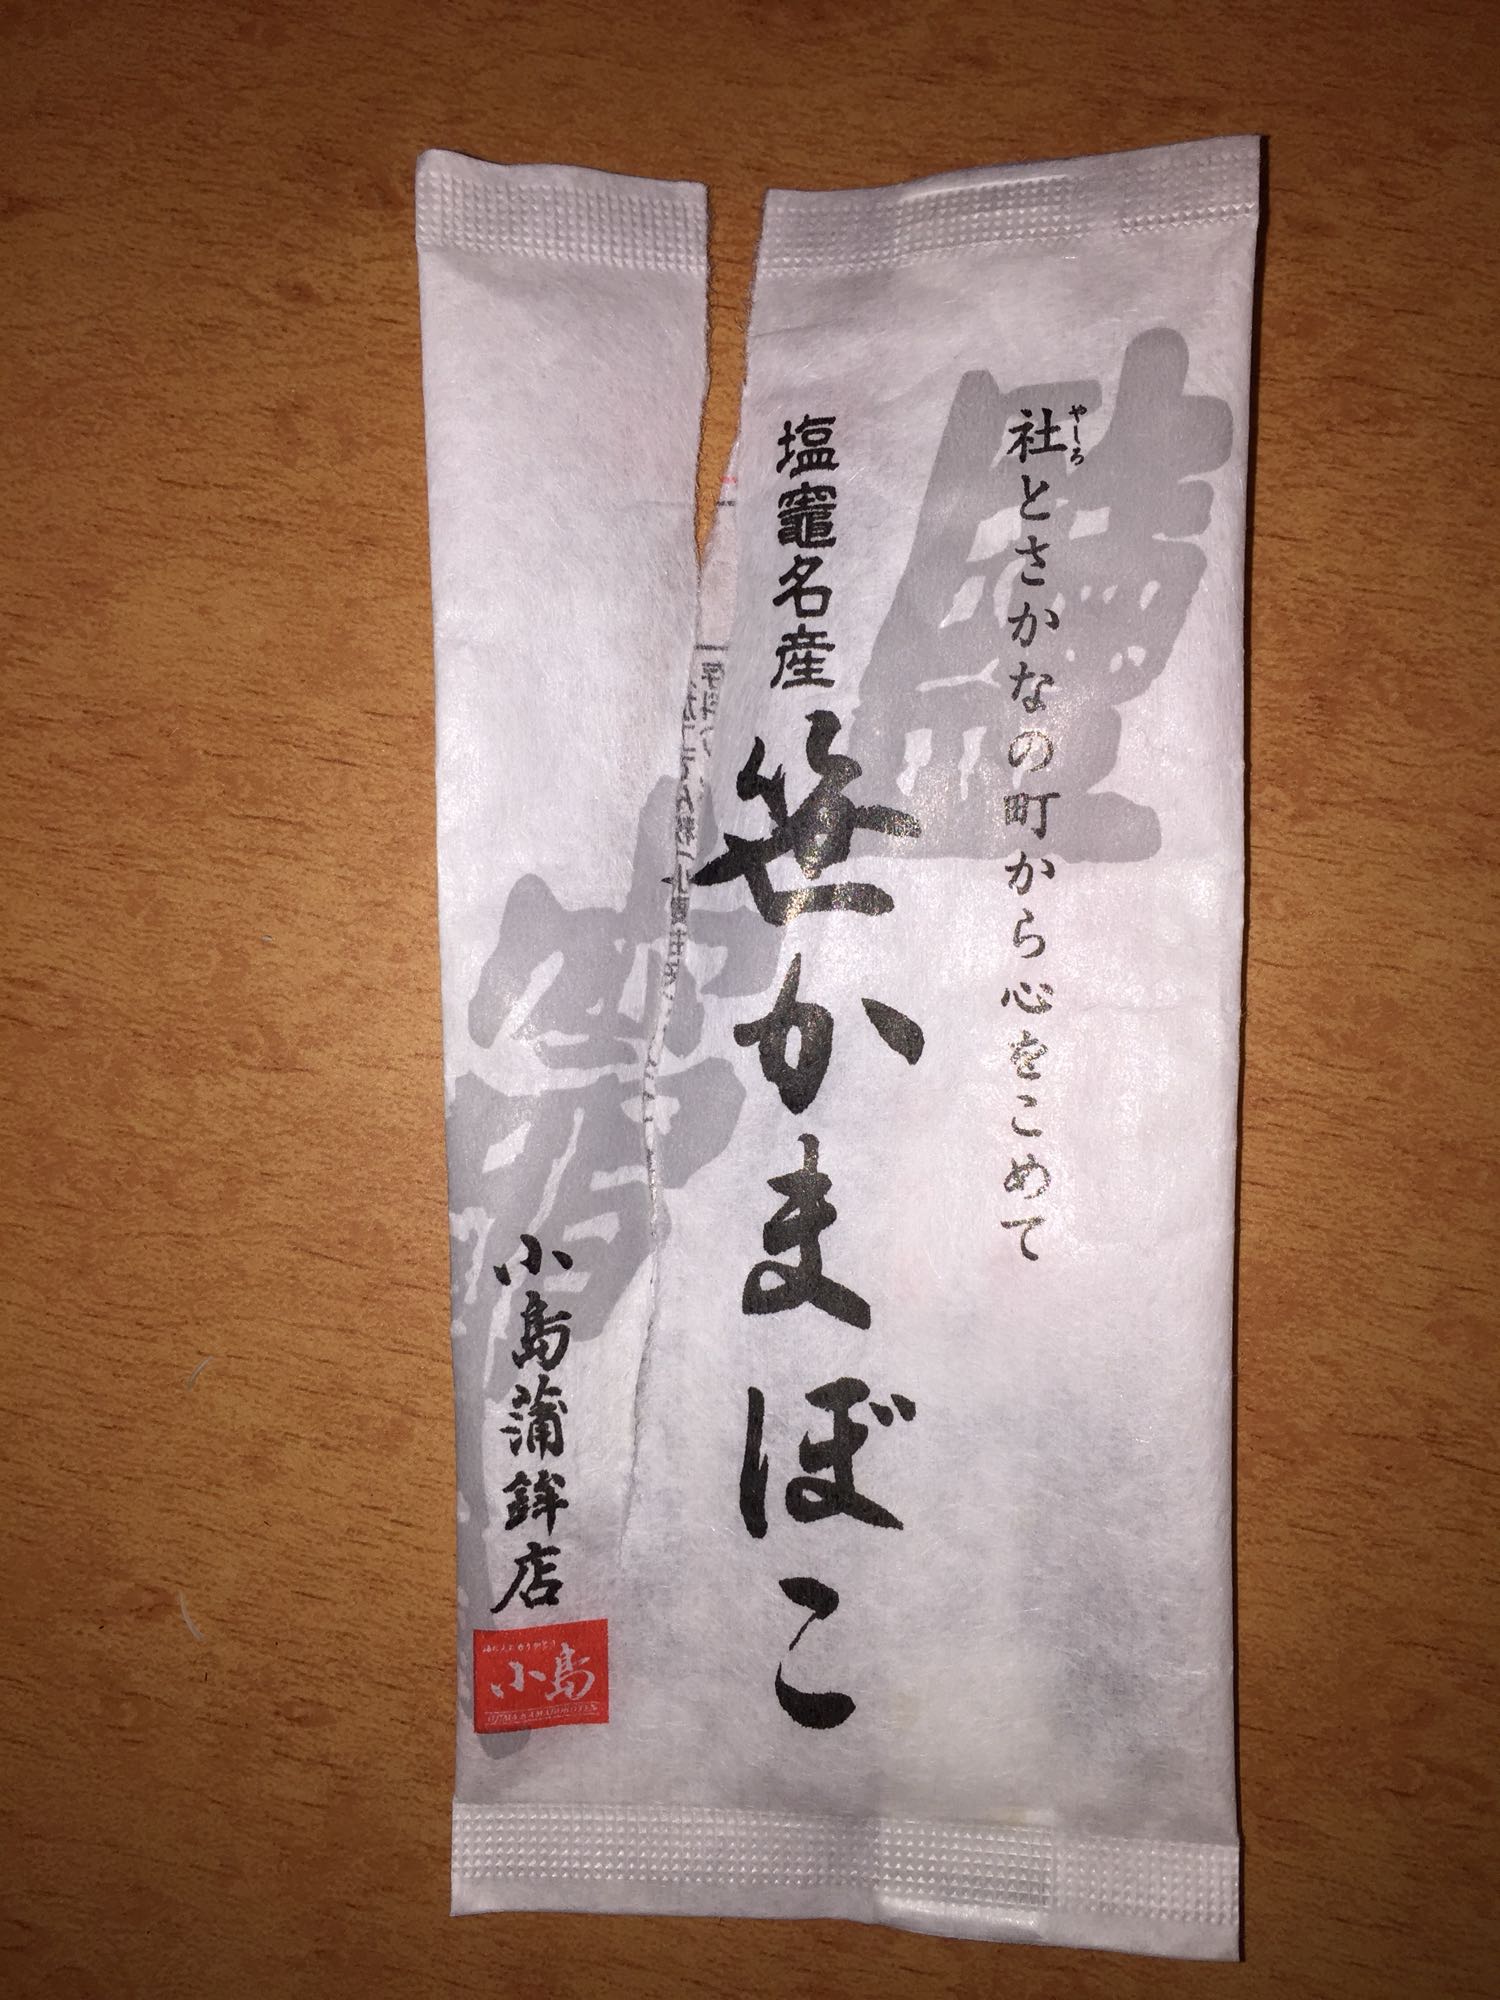 社とさかなの町から心をこめて
やしろ
塩竈名産
笹かまぼこ
小島蒲鉾店
小島